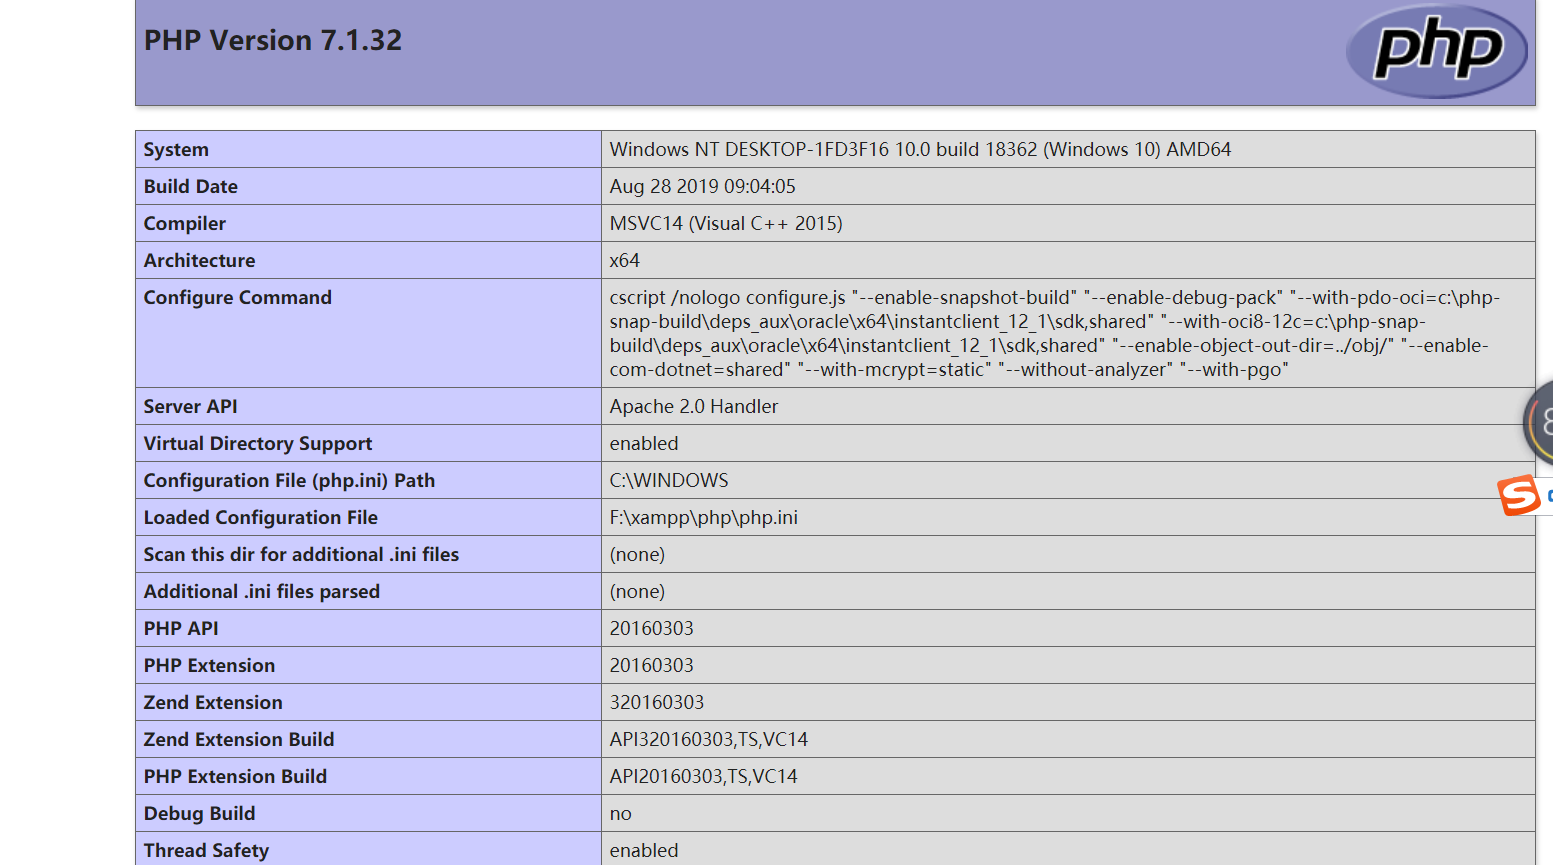 PHP Version 7.1.32
php
System Windows NT DESKTOP-1FD3F16 10.0 build 18362 (Windows 10) AMD64
Build Date Aug 28 2019 09:04:05
Compiler MSVC14 (Visual C++ 2015)
Architecture x64
Configure Command cscript /nologo configure.js "--enable-snapshot-build" "--enable-debug-pack" "--with-pdo-oci=c:\php-
snap-build\deps_aux\oracle\x64\instantclient_12_1\sdk,shared" "--with-oci8-12c=c:\php-snap-
build\deps_aux\oracle\x64\instantclient_12_1\sdk,shared" "--enable-object-out-dir=../obj/" "--enable-
com-dotnet=shared" "--with-mcrypt=static" "--without-analyzer" "--with-pgo"
Server API Apache 2.0 Handler
Virtual Directory Support enabled
Configuration File (php.ini) Path C:\WINDOWS
Loaded Configuration File F:\xampp\php\php.ini
Scan this dir for additional .ini files (none)
Additional .ini files parsed (none)
PHP API 20160303
PHP Extension 20160303
Zend Extension 320160303
Zend Extension Build API320160303,TS,VC14
PHP Extension Build API20160303,TS,VC14
Debug Build no
Thread Safety enabled